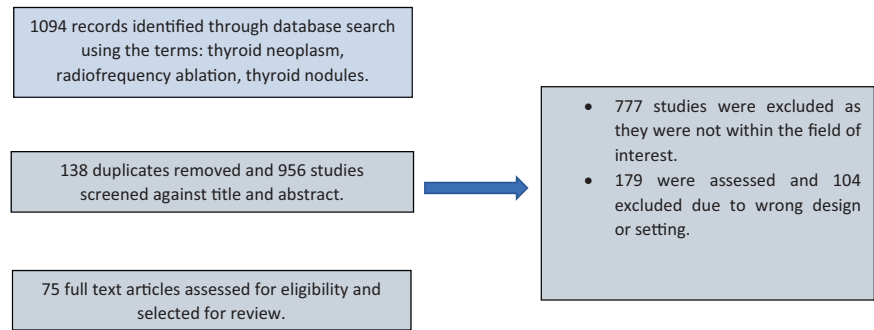 1094 records identified through database search
using the terms: thyroid neoplasm,
radiofrequency ablation, thyroid nodules.
138 duplicates removed and 956 studies
screened against title and abstract.
• 777 studies were excluded as
they were not within the field of
interest.
• 179 were assessed and 104
excluded due to wrong design
or setting.
75 full text articles assessed for eligibility and
selected for review.